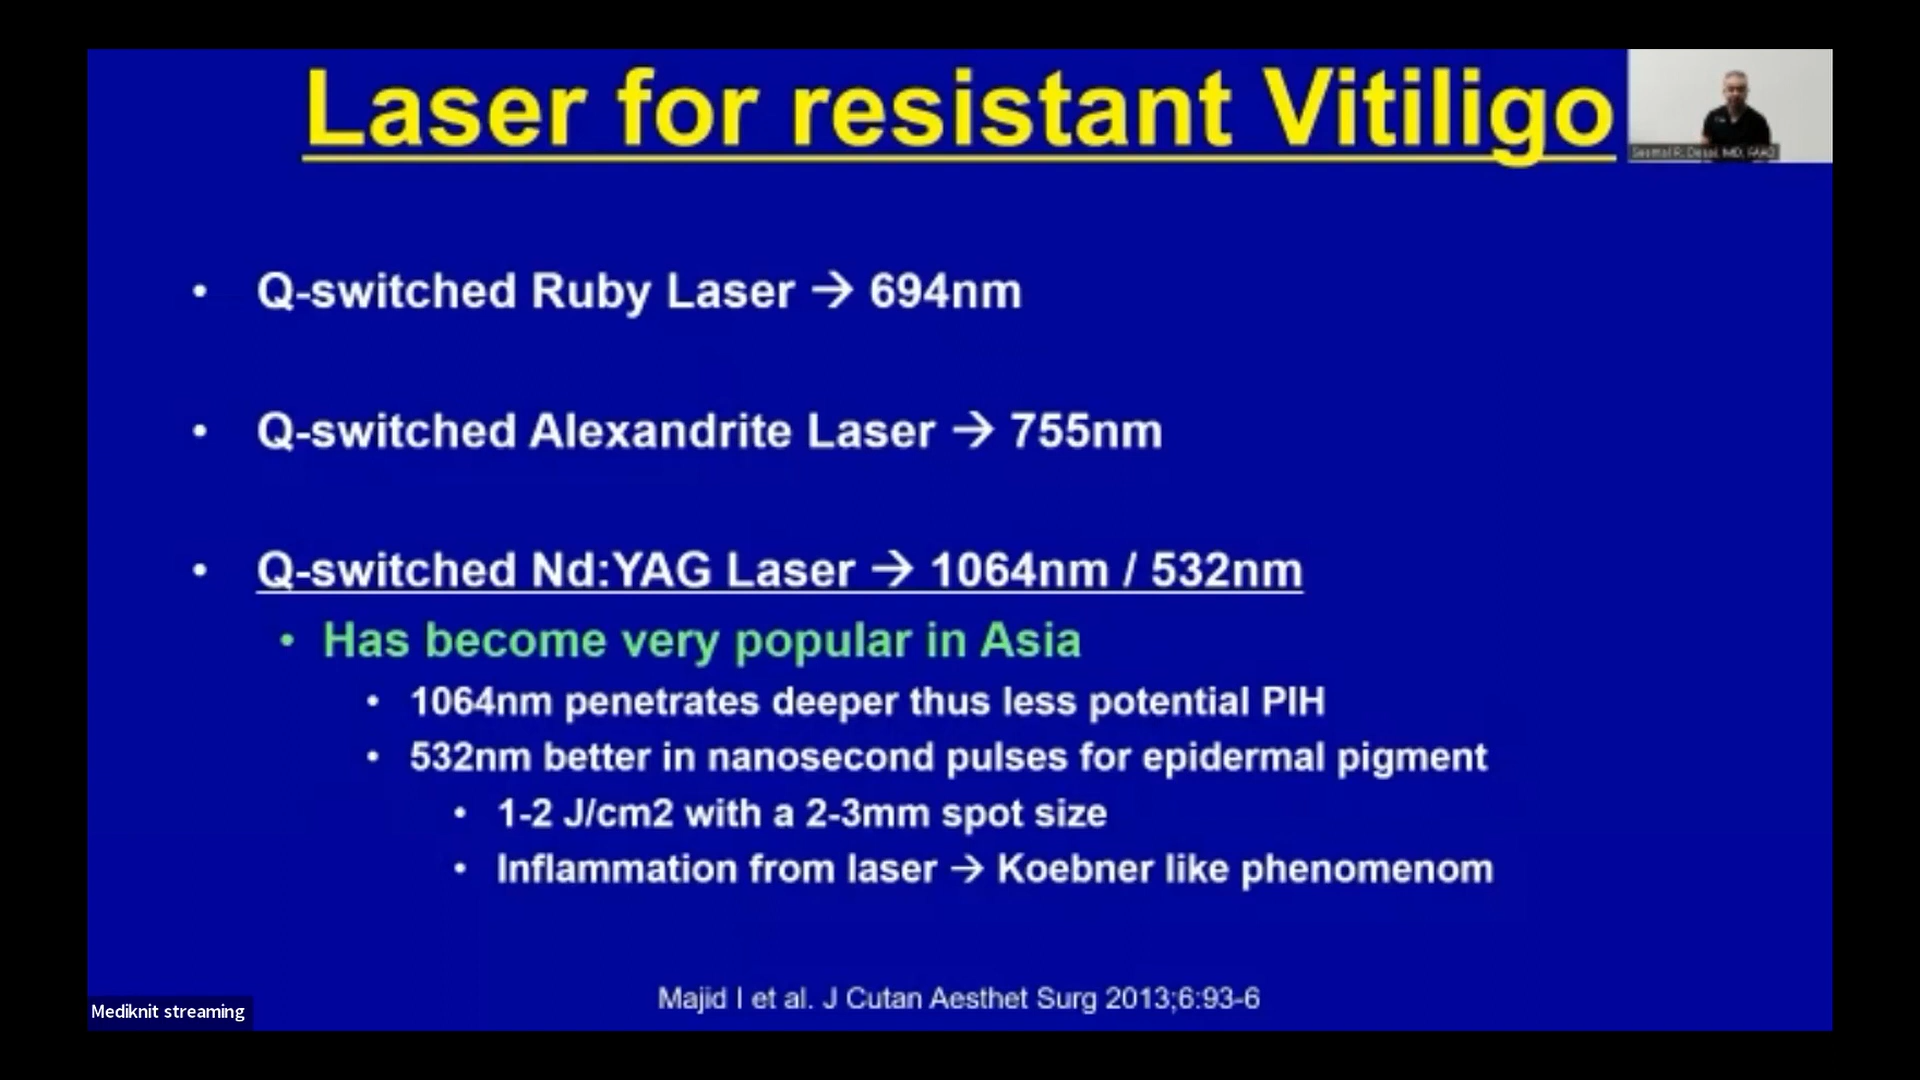 Laser for resistant Vitiligo
• Q-switched Ruby Laser → 694nm
• Q-switched Alexandrite Laser → 755nm
• Q-switched Nd:YAG Laser → 1064nm / 532nm
• Has become very popular in Asia
• 1064nm penetrates deeper thus less potential PIH
• 532nm better in nanosecond pulses for epidermal pigment
• 1-2 J/cm2 with a 2-3mm spot size
• Inflammation from laser → Koebner like phenomenom
Majid I et al. J Cutan Aesthet Surg 2013;6:93-6
Mediknit streaming